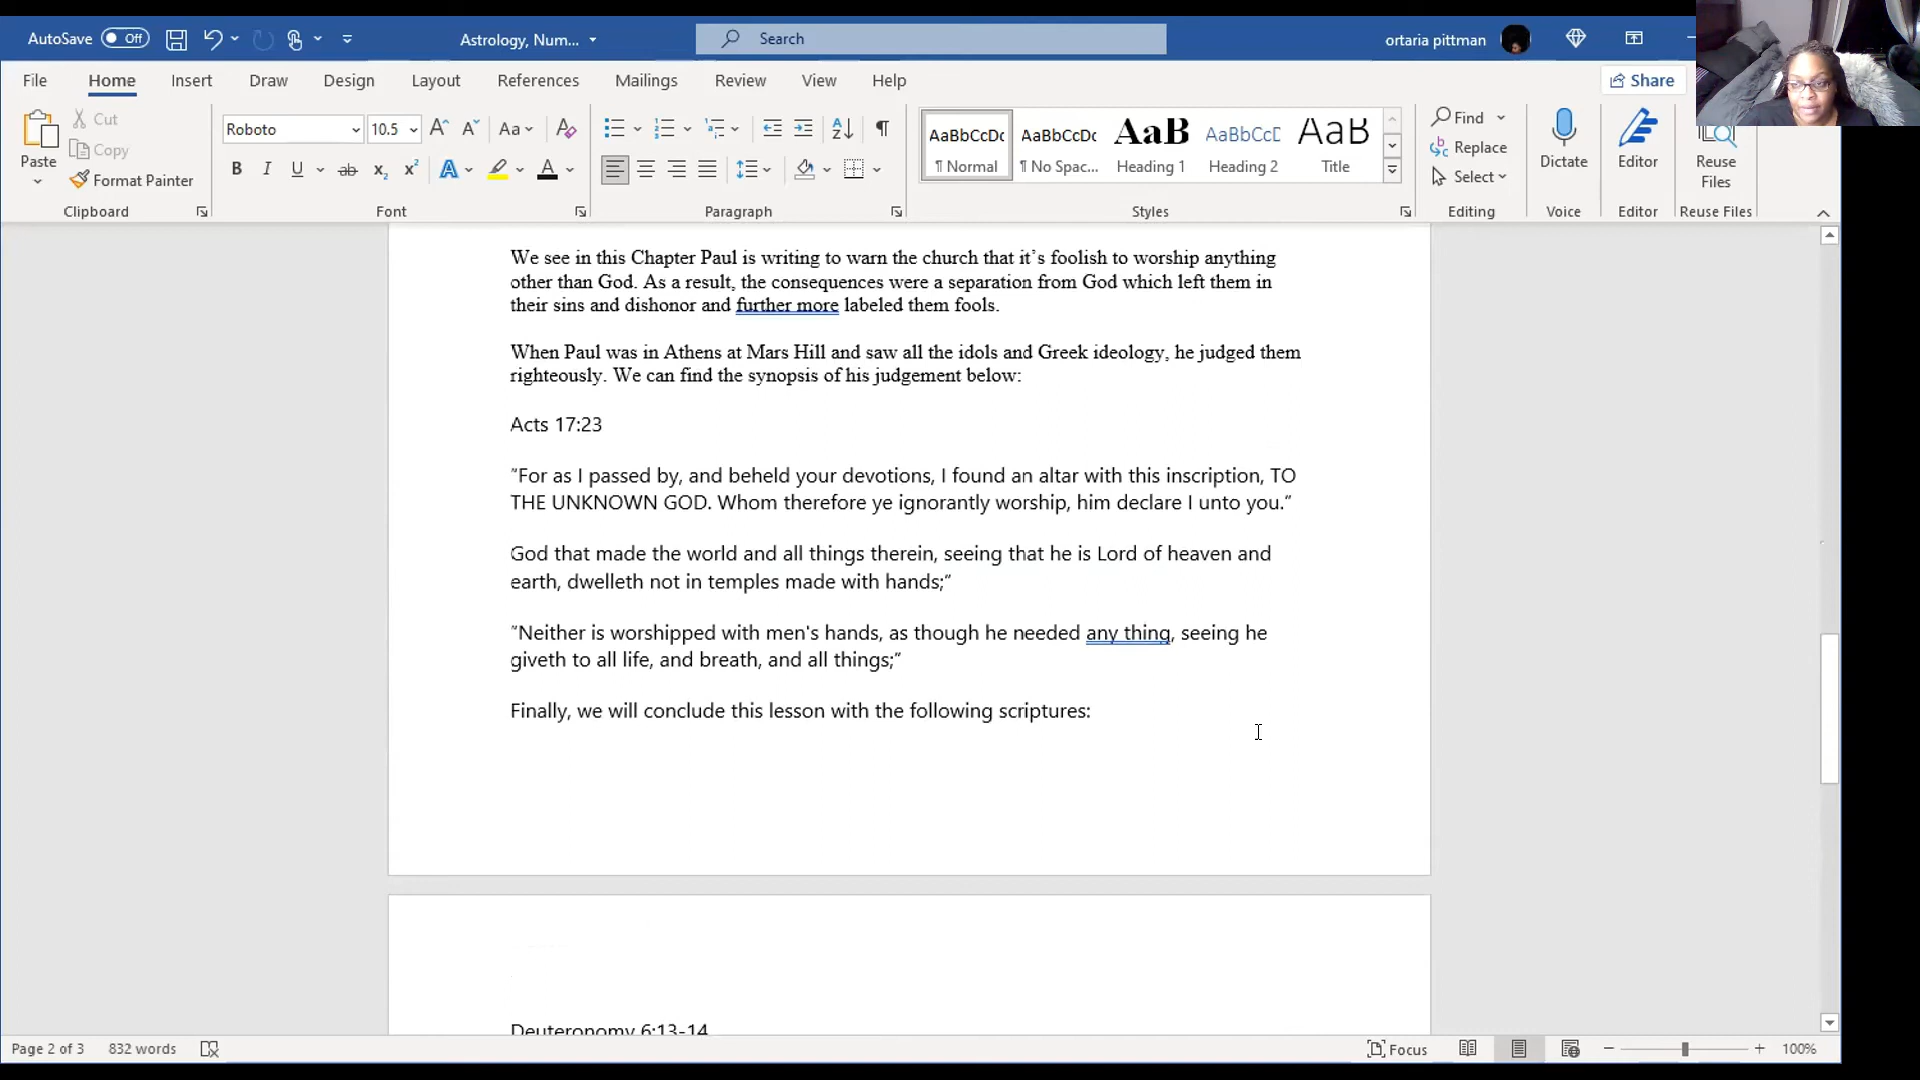 AutoSave Off Astrology, Num... Search ortaria pittman
File Home Insert Draw Design Layout References Mailings Review View Help Share
Paste Cut Copy Format Painter Clipboard
Roboto 10.5 Aa Font
B I U ab x₂ x² A A
Paragraph
AaBbCcDc AaBbCcDc AaB AaBbCcD AaB
¶ Normal ¶ No Spac... Heading 1 Heading 2 Title
Styles
Find Replace Select Editing
Dictate Voice
Editor Editor
Reuse Files Reuse Files
We see in this Chapter Paul is writing to warn the church that it's foolish to worship anything
other than God. As a result, the consequences were a separation from God which left them in
their sins and dishonor and further more labeled them fools.
When Paul was in Athens at Mars Hill and saw all the idols and Greek ideology, he judged them
righteously. We can find the synopsis of his judgement below:
Acts 17:23
“For as I passed by, and beheld your devotions, I found an altar with this inscription, TO
THE UNKNOWN GOD. Whom therefore ye ignorantly worship, him declare I unto you.”
God that made the world and all things therein, seeing that he is Lord of heaven and
earth, dwelleth not in temples made with hands;”
“Neither is worshipped with men's hands, as though he needed any thing, seeing he
giveth to all life, and breath, and all things;”
Finally, we will conclude this lesson with the following scriptures:
Deuteronomy 6:13-14
Page 2 of 3 832 words Focus 100%